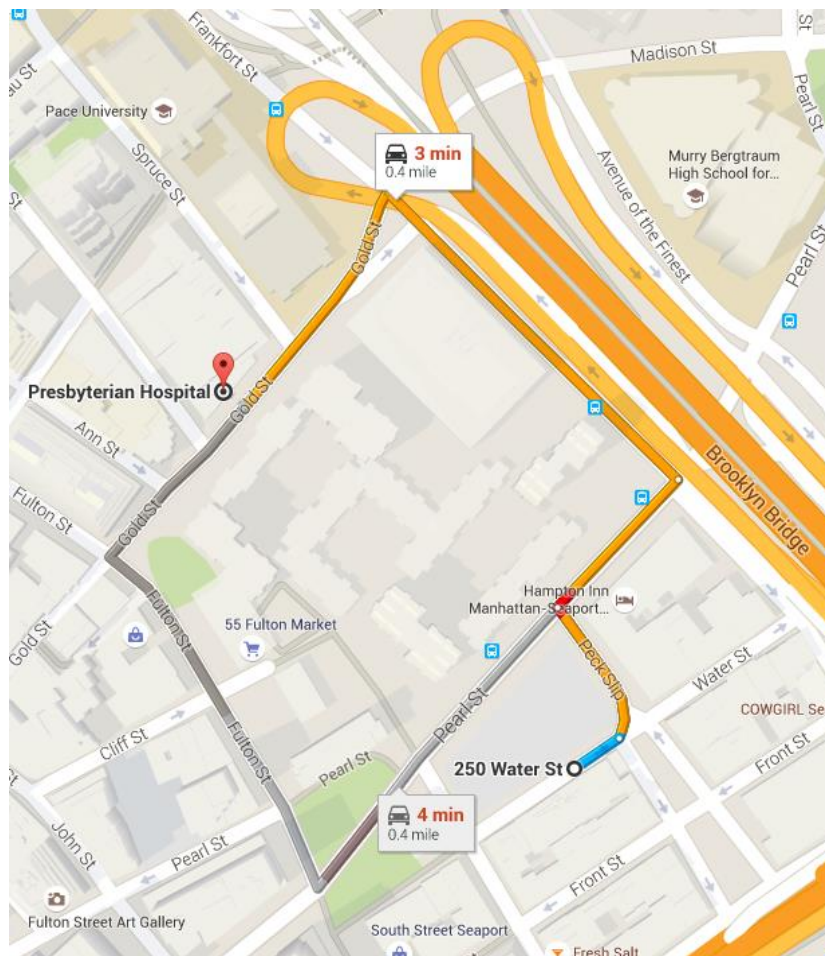 Frankfort St
Madison St
Pearl St
Pace University
3 min
0.4 mile
Murry Bergtraum
High School for...
Spruce St
Avenue of the Finest
Gold St
Pearl St
Presbyterian Hospital
Gold St
Ann St
Fulton St
Gold St
Brooklyn Bridge
Hampton Inn
Manhattan-Seaport...
Fulton St
55 Fulton Market
Gold St
Peck Slip
Water St
Pearl St
COWGIRL Se
Cliff St
Fulton St
250 Water St
Pearl St
Front St
4 min
0.4 mile
John St
Pearl St
Front St
Fulton Street Art Gallery
South Street Seaport
Fresh Salt